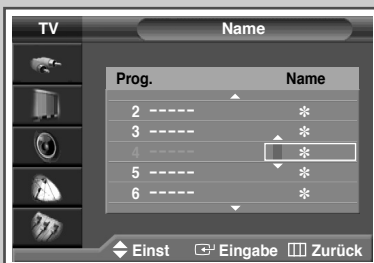 TV Name
Prog. Name
2 ----- *
3 ----- *
4 ----- *
5 ----- *
6 ----- *
Einst Eingabe Zurück